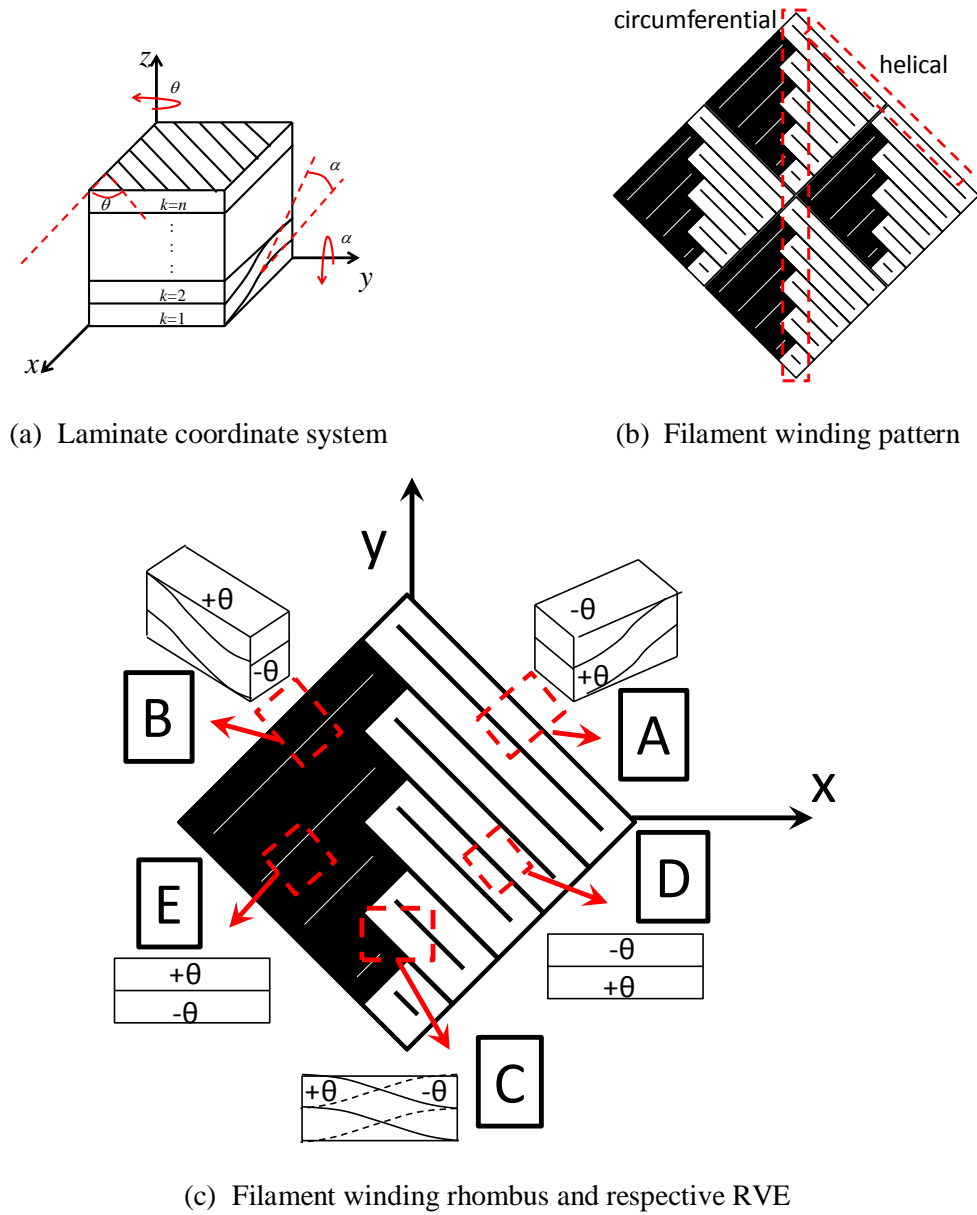 z
θ
α
θ
k=n
⋮
α
k=2
k=1
y
x
(a) Laminate coordinate system
circumferential
helical
(b) Filament winding pattern
y
+θ
-θ
-θ
+θ
B
A
x
E
D
+θ
-θ
-θ
+θ
C
+θ -θ
(c) Filament winding rhombus and respective RVE